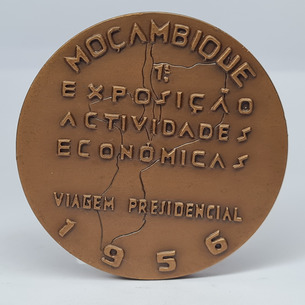 MOÇAMBIQUE
1ª
EXPOSIÇÃO
ACTIVIDADES
ECONÓMICAS
VIAGEM PRESIDENCIAL
1956